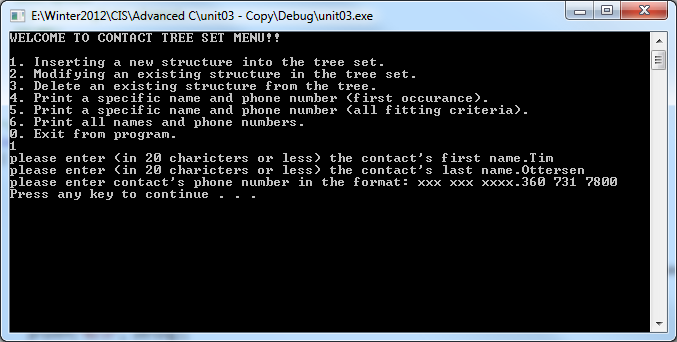 E:\Winter2012\CIS\Advanced C\unit03 - Copy\Debug\unit03.exe
WELCOME TO CONTACT TREE SET MENU!!
1. Inserting a new structure into the tree set.
2. Modifying an existing structure in the tree set.
3. Delete an existing structure from the tree.
4. Print a specific name and phone number (first occurance).
5. Print a specific name and phone number (all fitting criteria).
6. Print all names and phone numbers.
0. Exit from program.
1
please enter (in 20 charicters or less) the contact's first name.Tim
please enter (in 20 charicters or less) the contact's last name.Ottersen
please enter contact's phone number in the format: xxx xxx xxxx.360 731 7800
Press any key to continue . . .